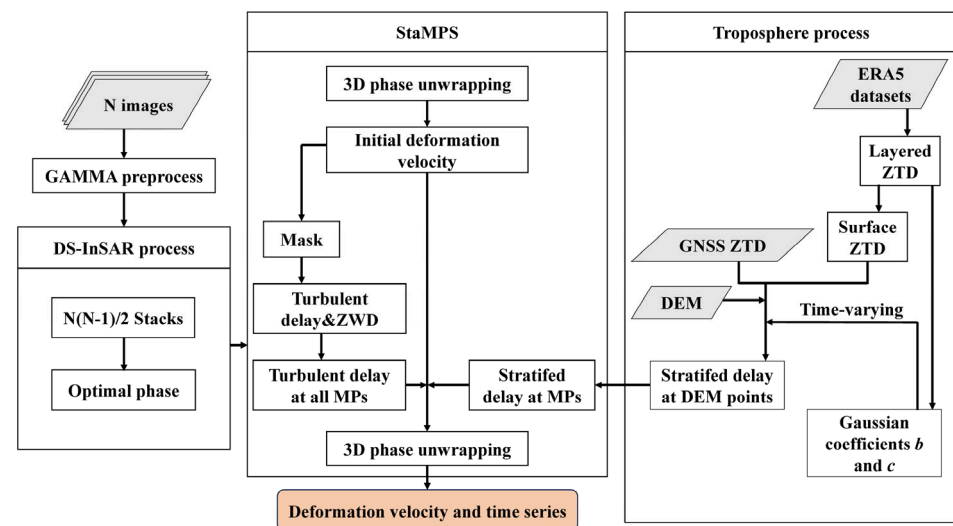 N images
GAMMA preprocess
DS-InSAR process
N(N-1)/2 Stacks
Optimal phase
StaMPS
3D phase unwrapping
Initial deformation
velocity
Mask
Turbulent
delay&ZWD
Turbulent delay
at all MPs
Stratifed
delay at MPs
3D phase unwrapping
Deformation velocity and time series
Troposphere process
ERA5
datasets
Layered
ZTD
Surface
ZTD
GNSS ZTD
DEM
Time-varying
Stratifed delay
at DEM points
Gaussian
coefficients b
and c